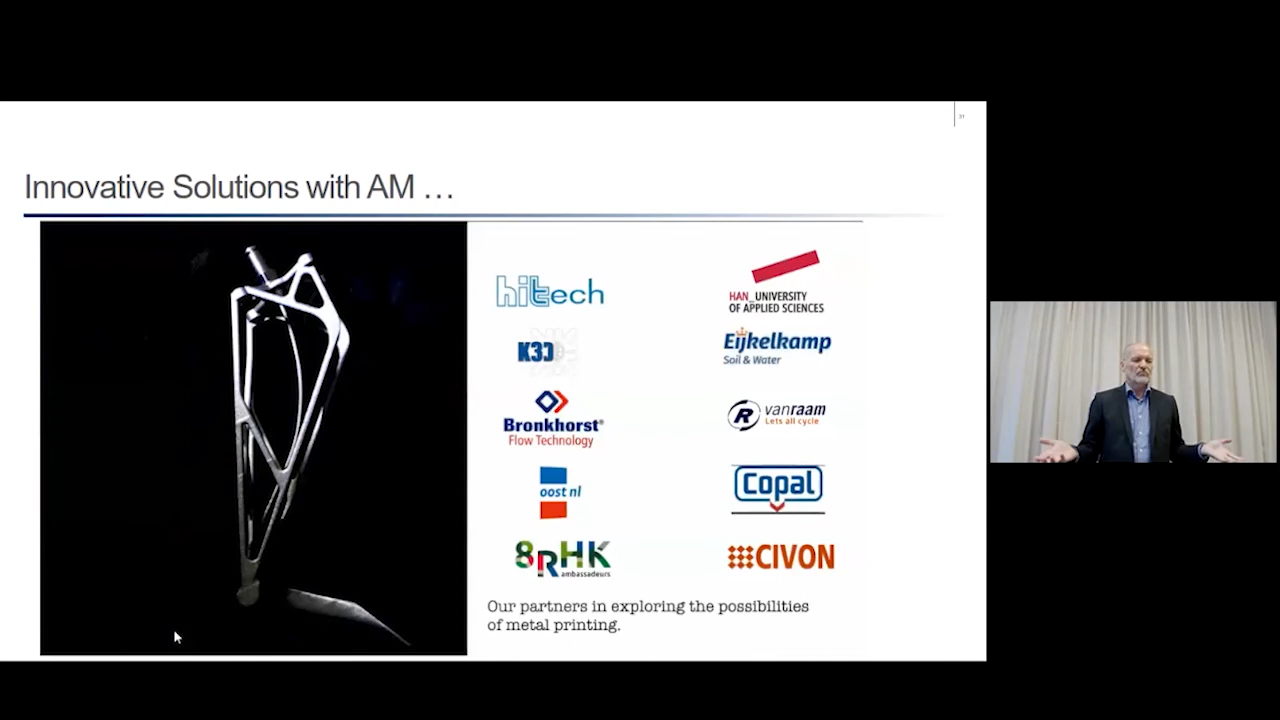 Innovative Solutions with AM …
hittech
HAN_UNIVERSITY
OF APPLIED SCIENCES
K3D
Eijkelkamp
Soil & Water
Bronkhorst®
Flow Technology
R vanraam
Lets all cycle
oost nl
Copal
8RHK
ambassadeurs
CIVON
Our partners in exploring the possibilities
of metal printing.